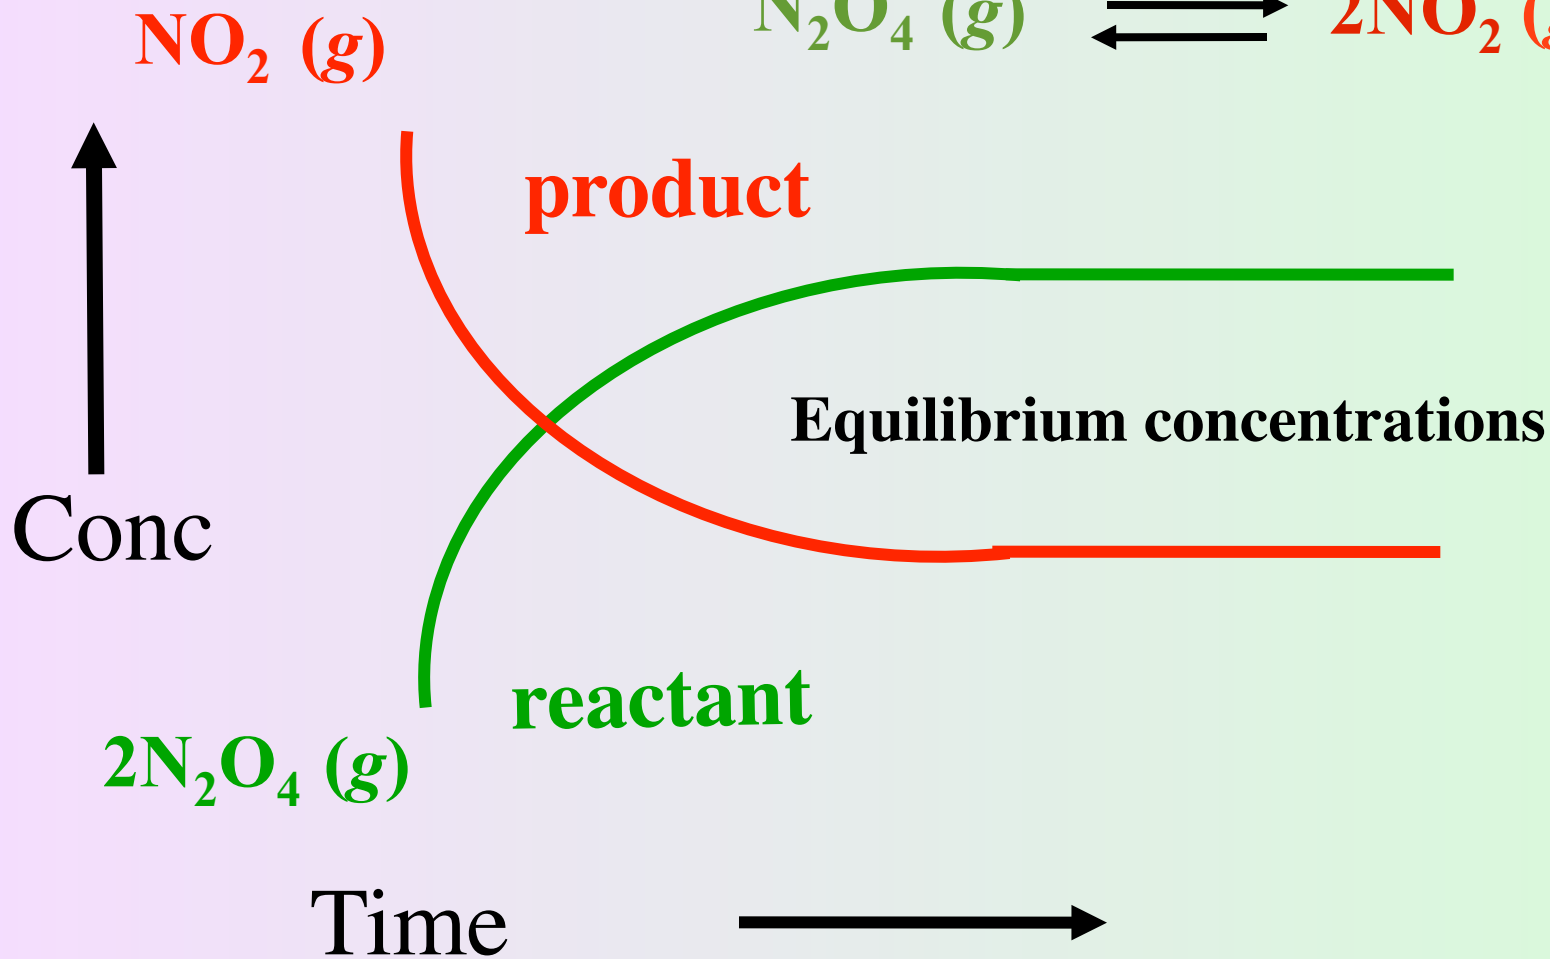 NO₂ (g)
N₂O₄ (g) ⇌ 2NO₂ (g
product
Equilibrium concentrations
Conc
reactant
2N₂O₄ (g)
Time